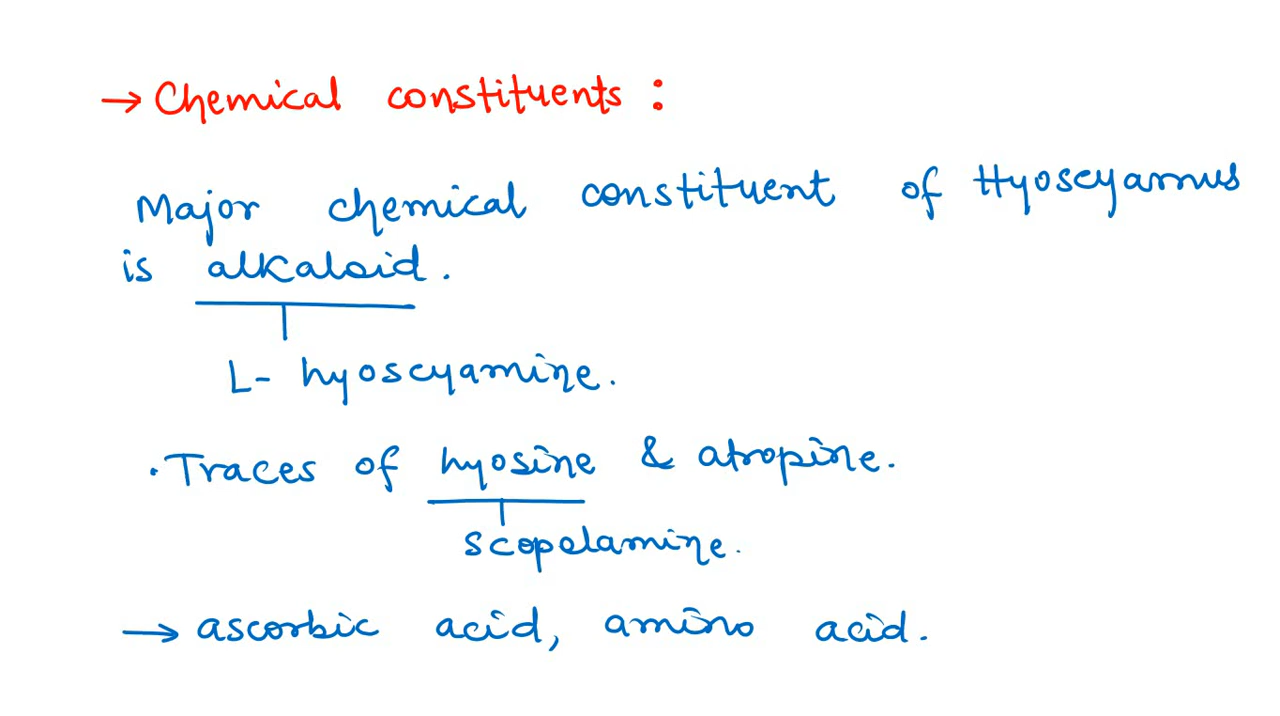 → Chemical constituents :
Major chemical constituent of Hyoscyamus
is alkaloid.
L- hyoscyamine.
• Traces of hyosine & atropine.
scopolamine.
→ ascorbic acid, amino acid.